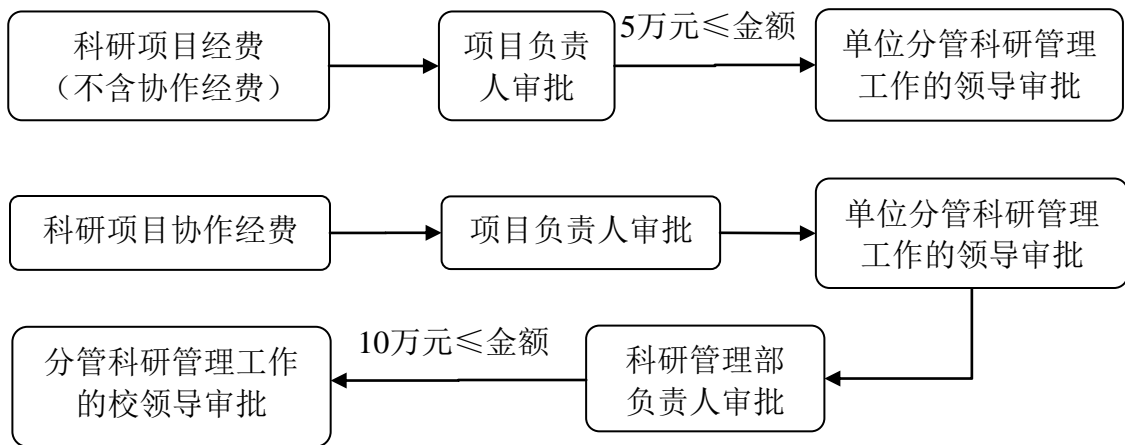 科研项目经费
（不含协作经费）
项目负责
人审批
5万元≤金额
单位分管科研管理
工作的领导审批
科研项目协作经费
项目负责人审批
单位分管科研管理
工作的领导审批
科研管理部
负责人审批
10万元≤金额
分管科研管理工作
的校领导审批